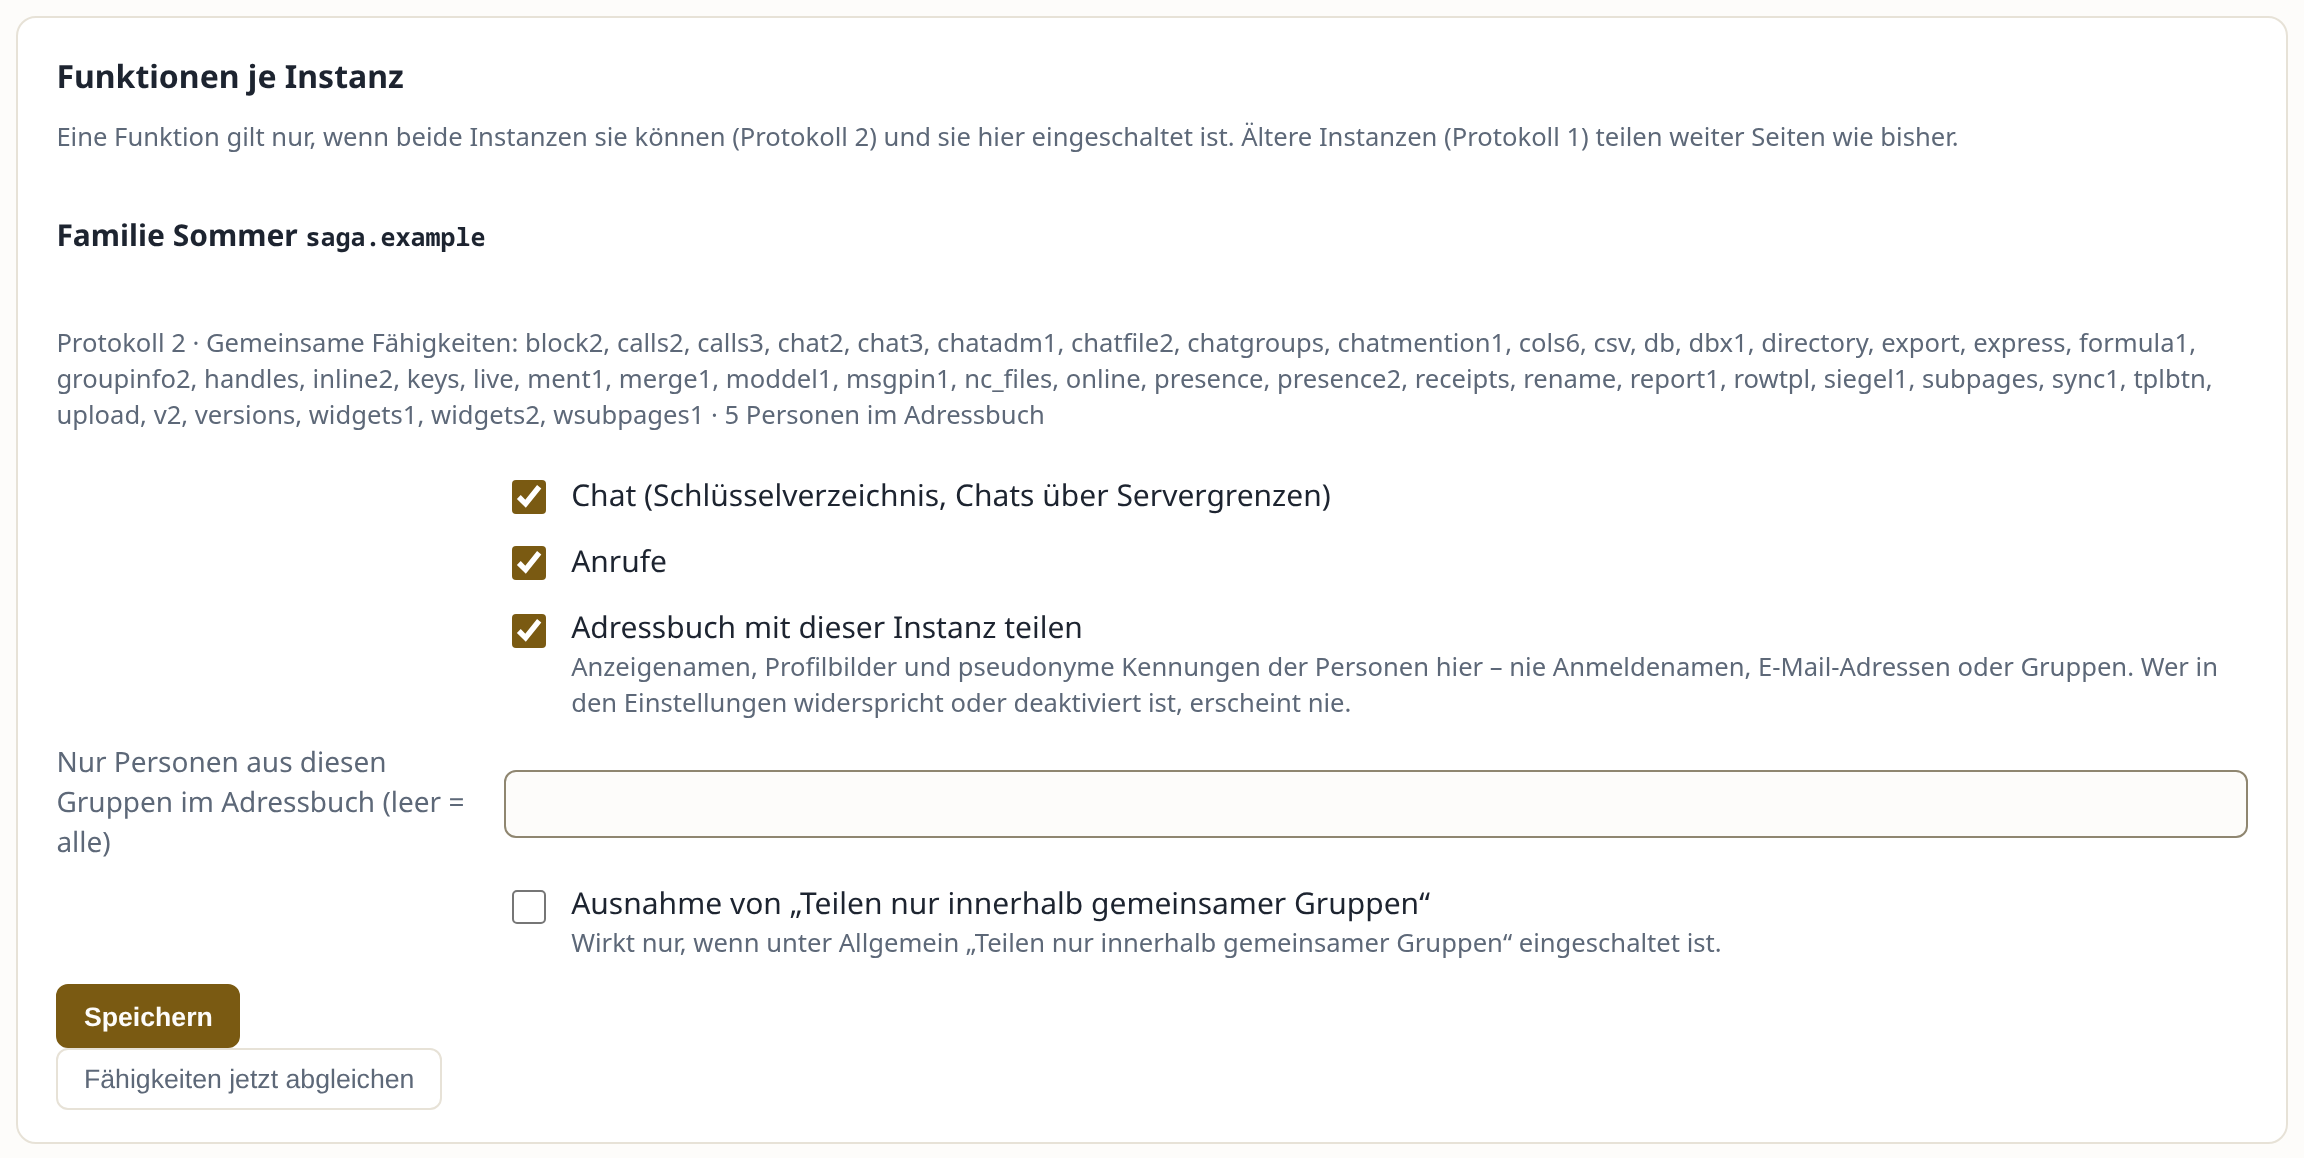 Funktionen je Instanz
Eine Funktion gilt nur, wenn beide Instanzen sie können (Protokoll 2) und sie hier eingeschaltet ist. Ältere Instanzen (Protokoll 1) teilen weiter Seiten wie bisher.
Familie Sommer saga.example
Protokoll 2 · Gemeinsame Fähigkeiten: block2, calls2, calls3, chat2, chat3, chatadm1, chatfile2, chatgroups, chatmention1, cols6, csv, db, dbx1, directory, export, express, formula1,
groupinfo2, handles, inline2, keys, live, ment1, merge1, moddel1, msgpin1, nc_files, online, presence, presence2, receipts, rename, report1, rowtpl, siegel1, subpages, sync1, tplbtn,
upload, v2, versions, widgets1, widgets2, wsubpages1 · 5 Personen im Adressbuch
Chat (Schlüsselverzeichnis, Chats über Servergrenzen)
Anrufe
Adressbuch mit dieser Instanz teilen
Anzeigenamen, Profilbilder und pseudonyme Kennungen der Personen hier – nie Anmeldenamen, E-Mail-Adressen oder Gruppen. Wer in
den Einstellungen widerspricht oder deaktiviert ist, erscheint nie.
Nur Personen aus diesen
Gruppen im Adressbuch (leer =
alle)
Ausnahme von „Teilen nur innerhalb gemeinsamer Gruppen“
Wirkt nur, wenn unter Allgemein „Teilen nur innerhalb gemeinsamer Gruppen“ eingeschaltet ist.
Speichern
Fähigkeiten jetzt abgleichen